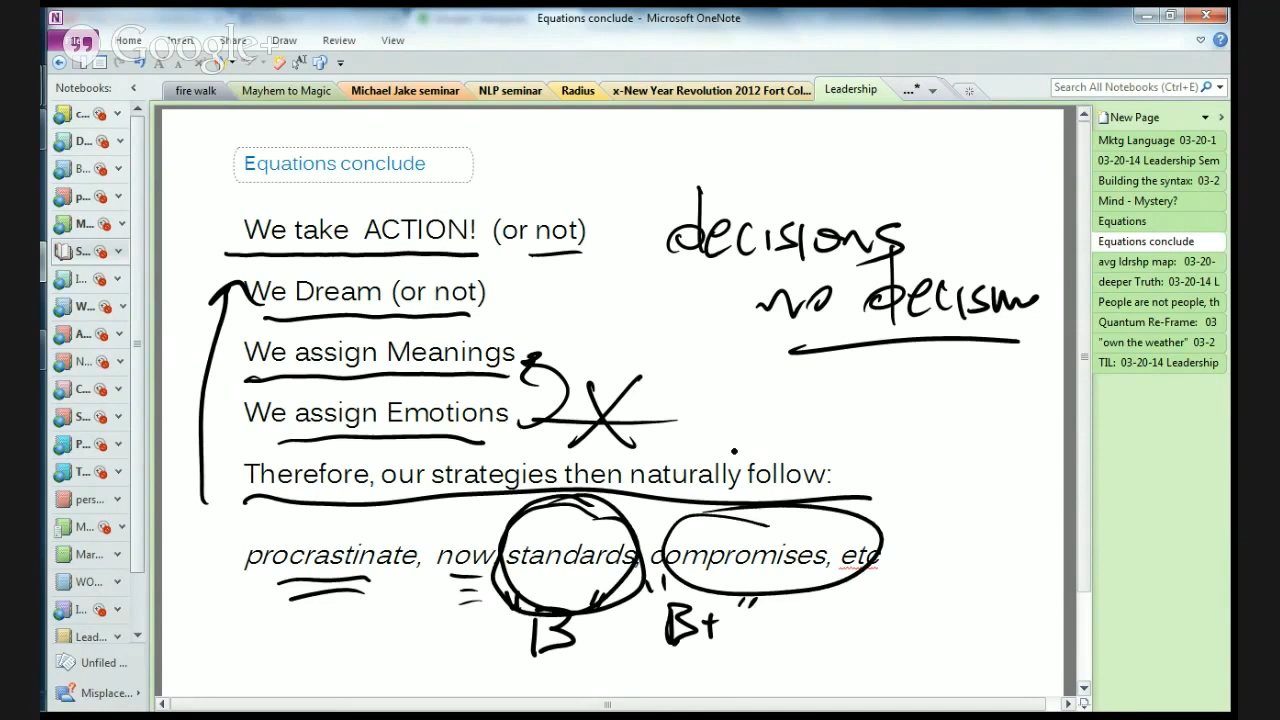 Equations conclude - Microsoft OneNote
Google+
Home Insert Share Draw Review View
Notebooks:
fire walk
Mayhem to Magic
Michael Jake seminar
NLP seminar
Radius
x-New Year Revolution 2012 Fort Col...
Leadership
...*
Search All Notebooks (Ctrl+E)
c...
D...
B...
p...
M...
S...
I...
W...
A...
N...
C...
S...
P...
T...
pers...
M...
Mar...
WO...
I...
Lead...
Unfiled ...
Misplace...
Equations conclude
We take ACTION! (or not)
decisions
We Dream (or not)
no decisions
We assign Meanings
We assign Emotions
Therefore, our strategies then naturally follow:
procrastinate, now, standards, compromises, etc
B
"B+"
New Page
Mktg Language 03-20-1
03-20-14 Leadership Sem
Building the syntax: 03-2
Mind - Mystery?
Equations
Equations conclude
avg ldrshp map: 03-20-
deeper Truth: 03-20-14 L
People are not people, th
Quantum Re-Frame: 03
"own the weather" 03-2
TIL: 03-20-14 Leadership